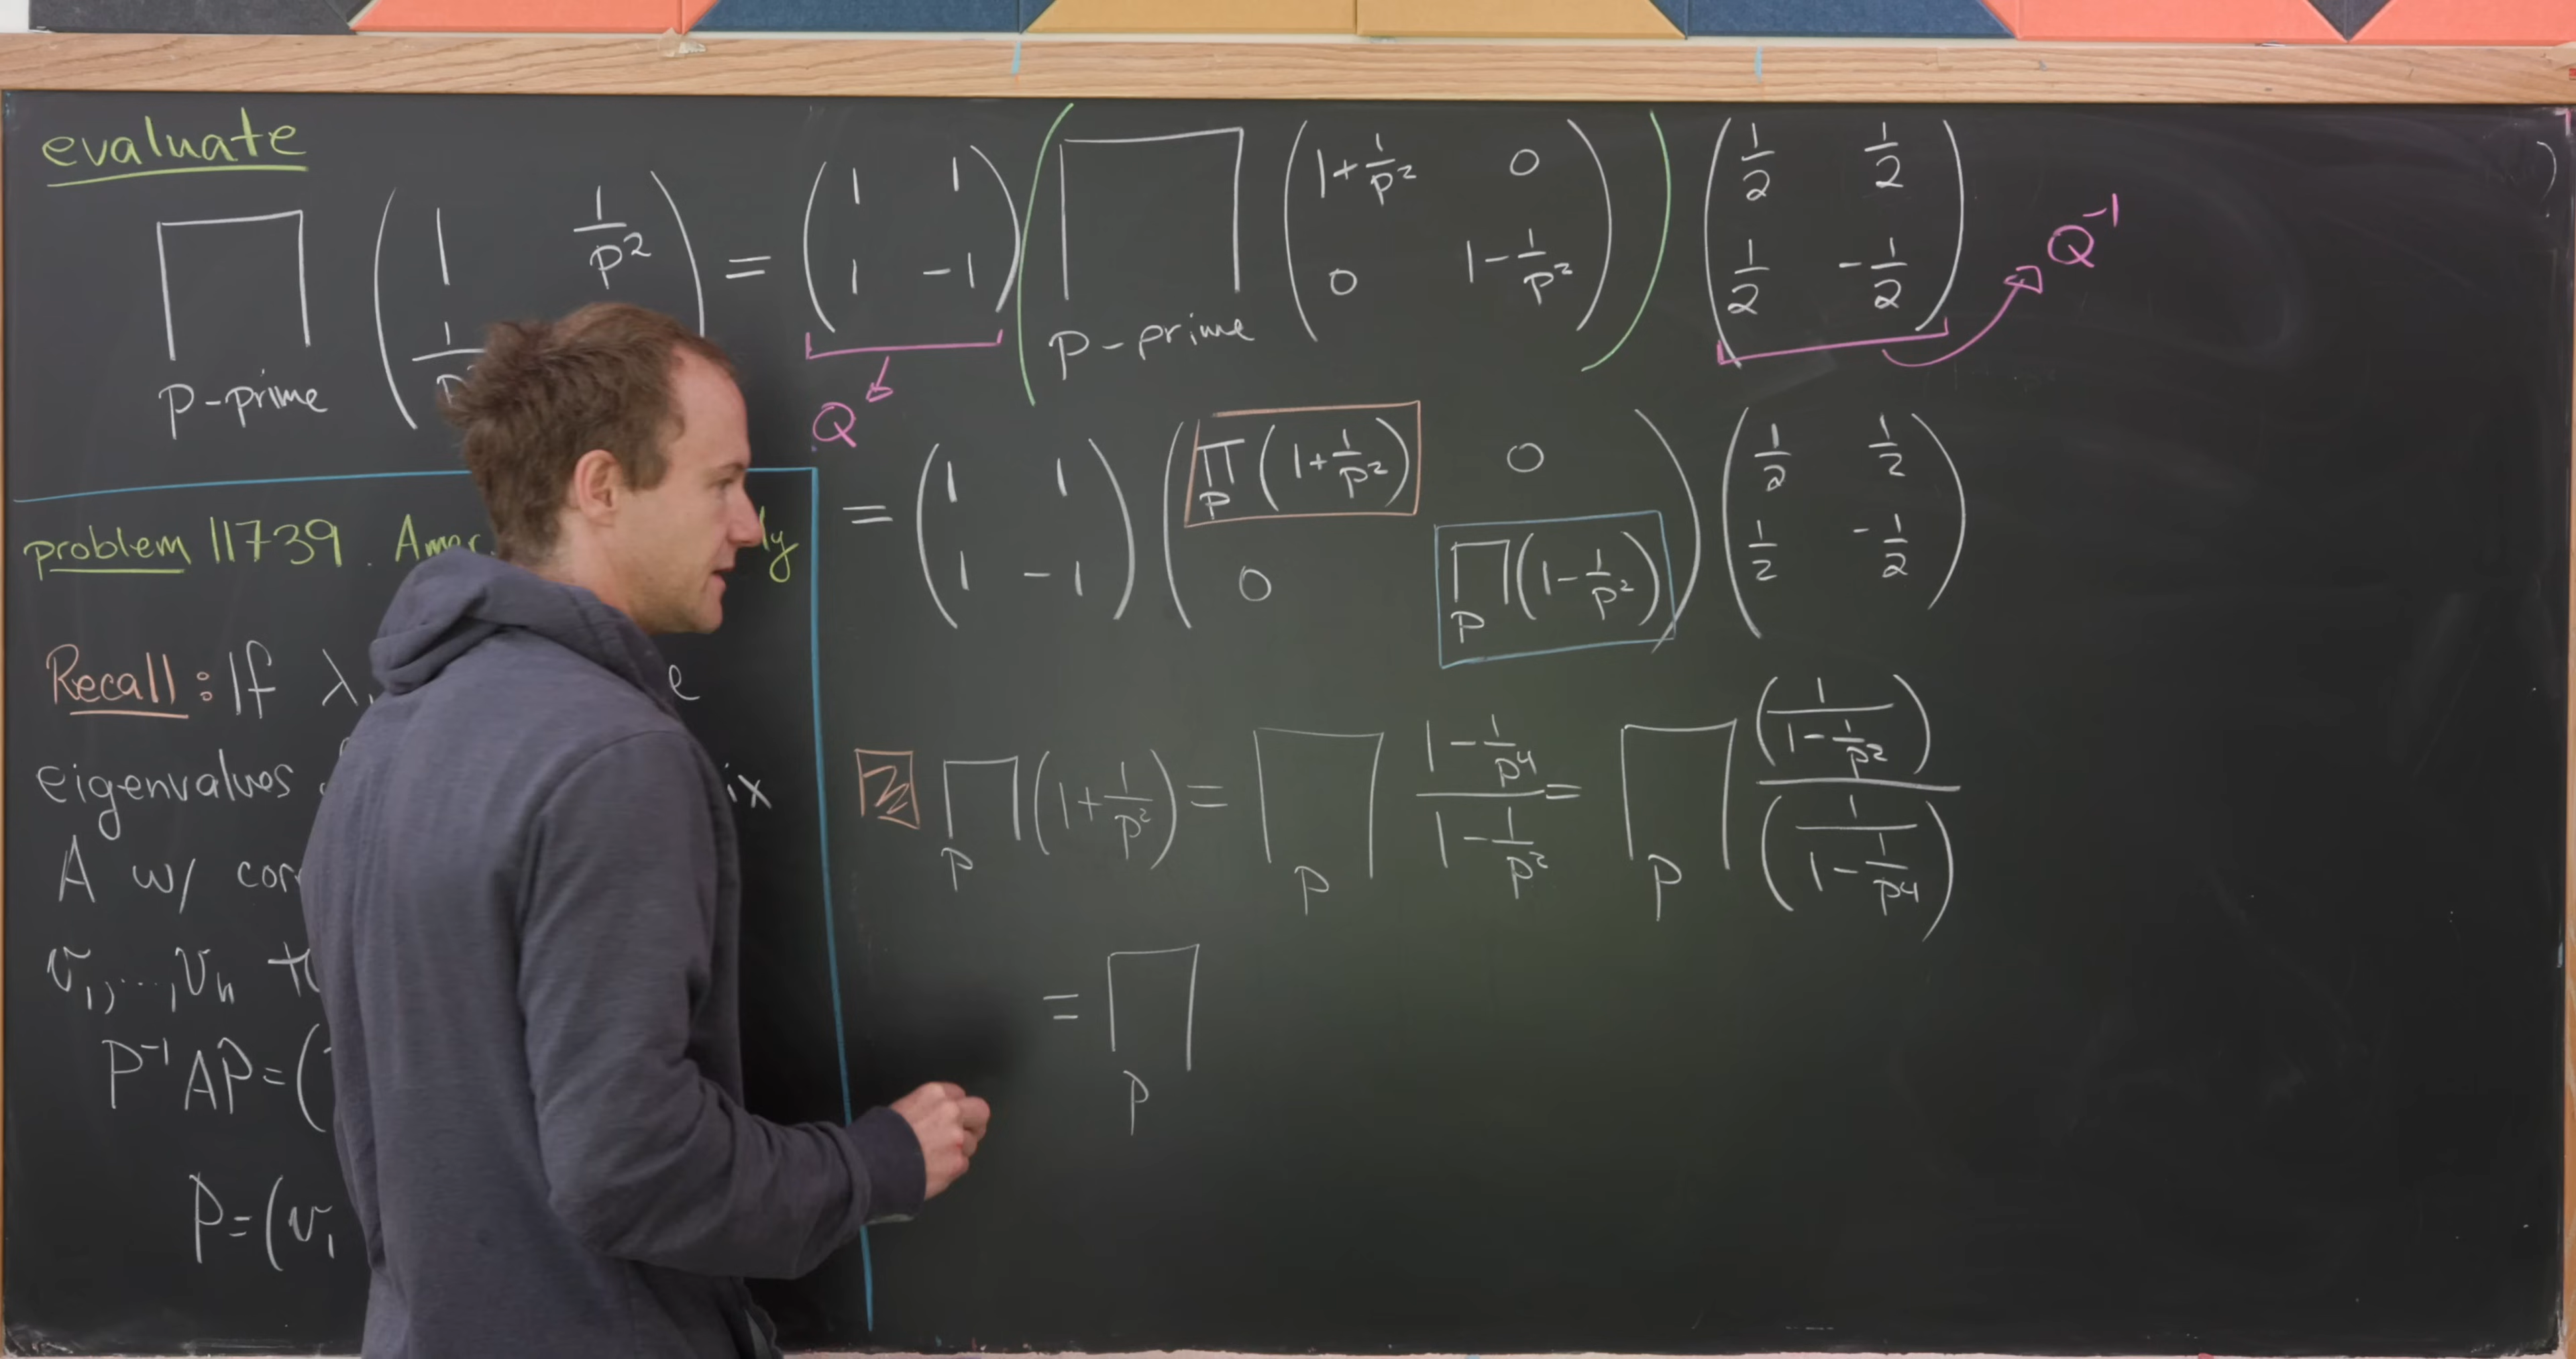 evaluate
∏ p-prime ( 1 1/p² ; 1/p ) = ( 1 1 ; 1 -1 ) ( ∏ p-prime ( 1+1/p² 0 ; 0 1-1/p² ) ) ( 1/2 1/2 ; 1/2 -1/2 )
Q
Q⁻¹
= ( 1 1 ; 1 -1 ) ( ∏_p (1+1/p²) 0 ; 0 ∏_p (1-1/p²) ) ( 1/2 1/2 ; 1/2 -1/2 )
∏_p (1+1/p²) = ∏_p (1-1/p⁴)/(1-1/p²) = ∏_p (1/(1-1/p²))/(1/(1-1/p⁴))
= ∏_p
problem 11739. Amer. ly
Recall: If λ, e
eigenvalues ix
A w/ cor
v₁,...,vₙ
P⁻¹AP=(
P=(v₁